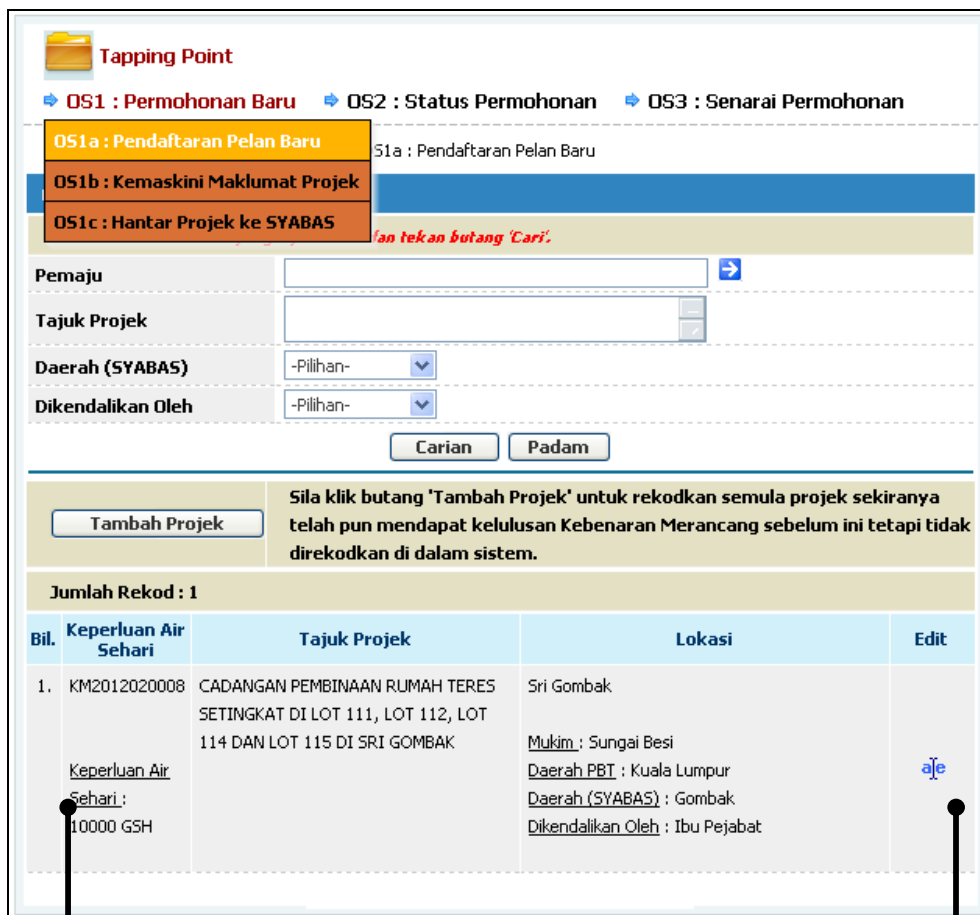 Tapping Point
OS1 : Permohonan Baru OS2 : Status Permohonan OS3 : Senarai Permohonan
OS1a : Pendaftaran Pelan Baru
S1a : Pendaftaran Pelan Baru
OS1b : Kemaskini Maklumat Projek
OS1c : Hantar Projek ke SYABAS
tekan butang 'Cari'.
Pemaju
Tajuk Projek
Daerah (SYABAS) -Pilihan-
Dikendalikan Oleh -Pilihan-
Carian Padam
Tambah Projek
Sila klik butang 'Tambah Projek' untuk rekodkan semula projek sekiranya
telah pun mendapat kelulusan Kebenaran Merancang sebelum ini tetapi tidak
direkodkan di dalam sistem.
Jumlah Rekod : 1
Bil. Keperluan Air Sehari Tajuk Projek Lokasi Edit
1. KM2012020008 CADANGAN PEMBINAAN RUMAH TERES Sri Gombak
SETINGKAT DI LOT 111, LOT 112, LOT
114 DAN LOT 115 DI SRI GOMBAK Mukim : Sungai Besi
Keperluan Air Daerah PBT : Kuala Lumpur
Sehari : Daerah (SYABAS) : Gombak
10000 GSH Dikendalikan Oleh : Ibu Pejabat